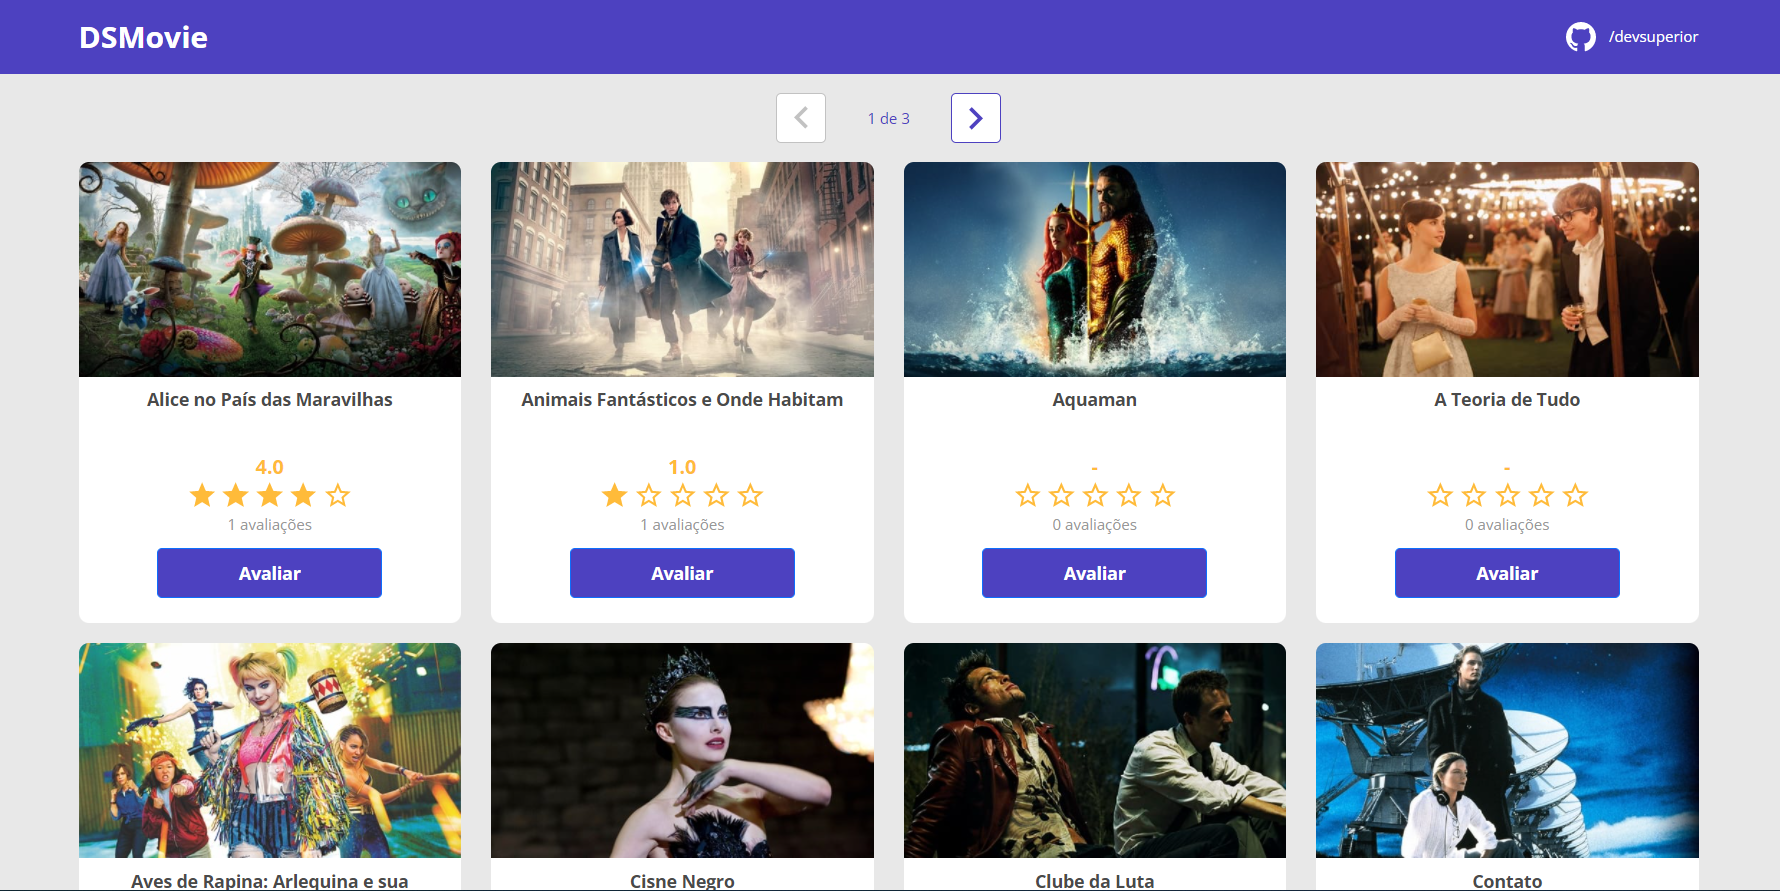 DSMovie
/devsuperior
1 de 3
Alice no País das Maravilhas
4.0
1 avaliações
Avaliar
Animais Fantásticos e Onde Habitam
1.0
1 avaliações
Avaliar
Aquaman
-
0 avaliações
Avaliar
A Teoria de Tudo
-
0 avaliações
Avaliar
Aves de Rapina: Arlequina e sua
Cisne Negro
Clube da Luta
Contato